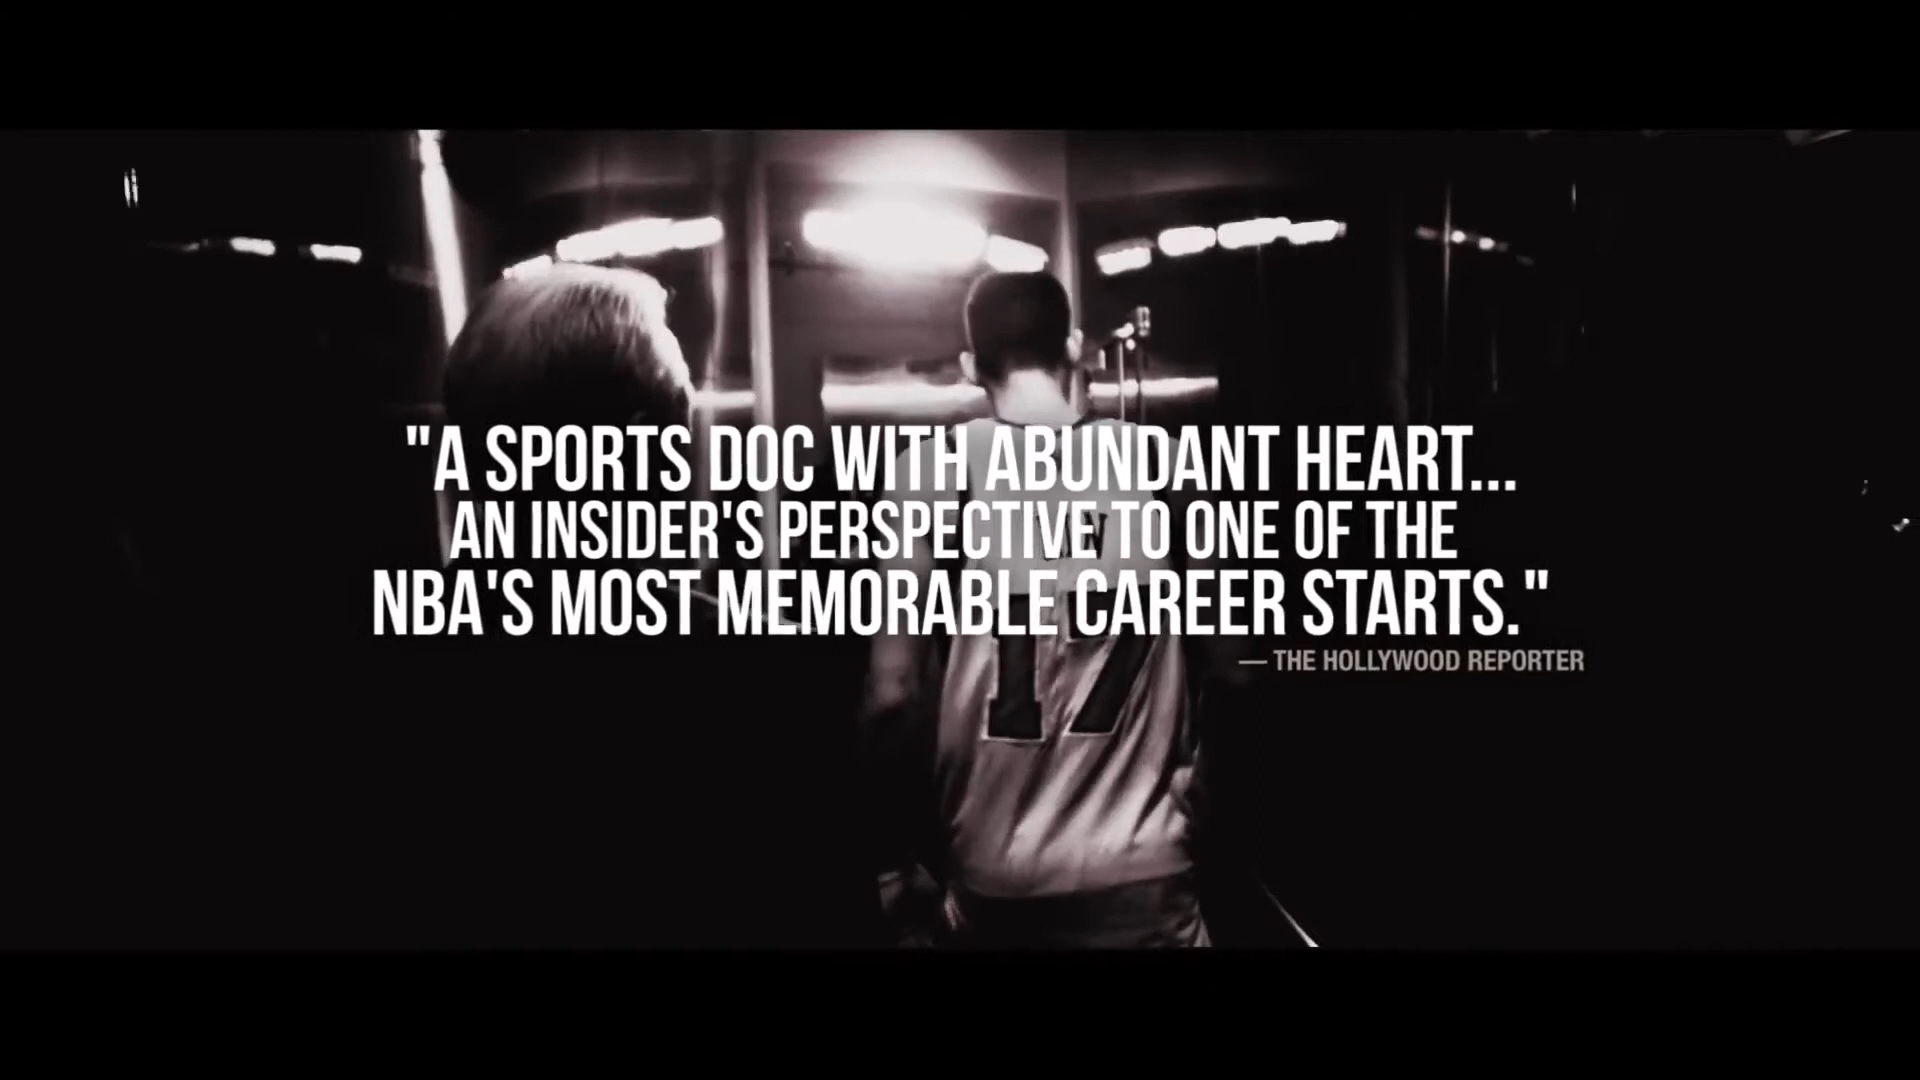 "A SPORTS DOC WITH ABUNDANT HEART...
AN INSIDER'S PERSPECTIVE TO ONE OF THE
NBA'S MOST MEMORABLE CAREER STARTS."
— THE HOLLYWOOD REPORTER
17